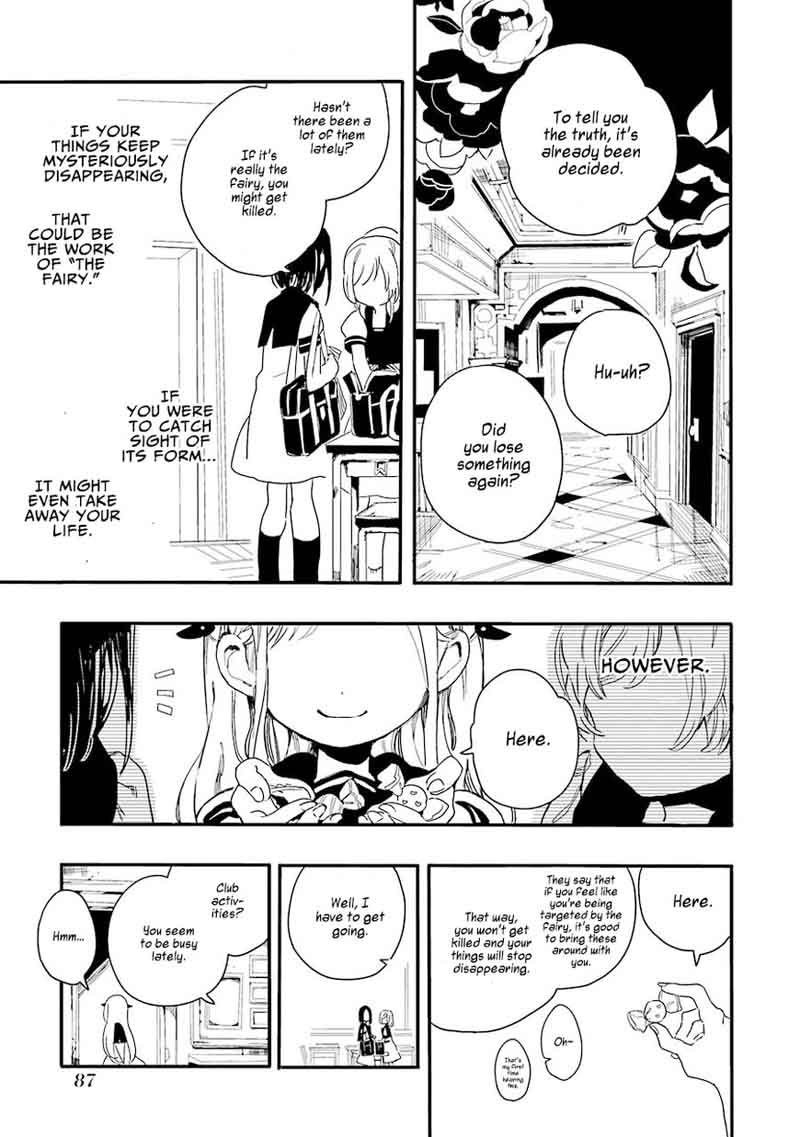 To tell you
the truth, it's
already been
decided.
Hu-uh?
Did
you lose
something
again?
Hasn't
there been a
lot of them
lately?
If it's
really the
fairy, you
might get
killed.
IF YOUR
THINGS KEEP
MYSTERIOUSLY
DISAPPEARING,
THAT
COULD BE
THE WORK
OF "THE
FAIRY."
IF
YOU WERE
TO CATCH
SIGHT OF
ITS FORM...
IT MIGHT
EVEN TAKE
AWAY YOUR
LIFE.
HOWEVER.
Here.
Here.
They say that
if you feel like
you're being
targeted by the
fairy, it's good
to bring these
around with
you.
That way,
you won't get
killed and your
things will stop
disappearing.
Oh~
That's
my first
time
hearing
this.
Well, I
have to get
going.
Club
activ-
ities?
You seem
to be busy
lately.
Hmm...
87